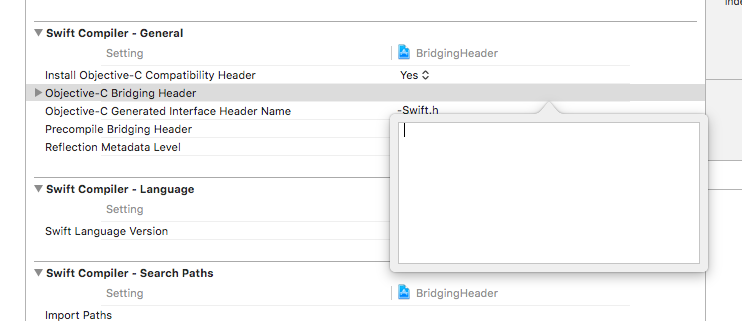 Inde
Swift Compiler - General
Setting BridgingHeader
Install Objective-C Compatibility Header Yes
Objective-C Bridging Header
Objective-C Generated Interface Header Name -Swift.h
Precompile Bridging Header
Reflection Metadata Level
Swift Compiler - Language
Setting
Swift Language Version
Swift Compiler - Search Paths
Setting BridgingHeader
Import Paths